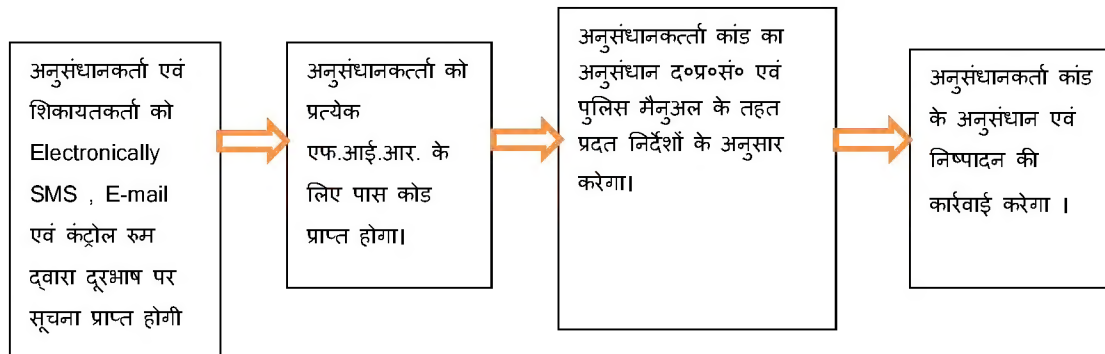 अनुसंधानकर्ता एवं
शिकायतकर्ता को
Electronically
SMS , E-mail
एवं कंट्रोल रुम
द्वारा दूरभाष पर
सूचना प्राप्त होगी
अनुसंधानकर्त्ता को
प्रत्येक
एफ.आई.आर. के
लिए पास कोड
प्राप्त होगा।
अनुसंधानकर्त्ता कांड का
अनुसंधान द०प्र०सं० एवं
पुलिस मैनुअल के तहत
प्रदत निर्देशों के अनुसार
करेगा।
अनुसंधानकर्ता कांड
के अनुसंधान एवं
निष्पादन की
कार्रवाई करेगा ।